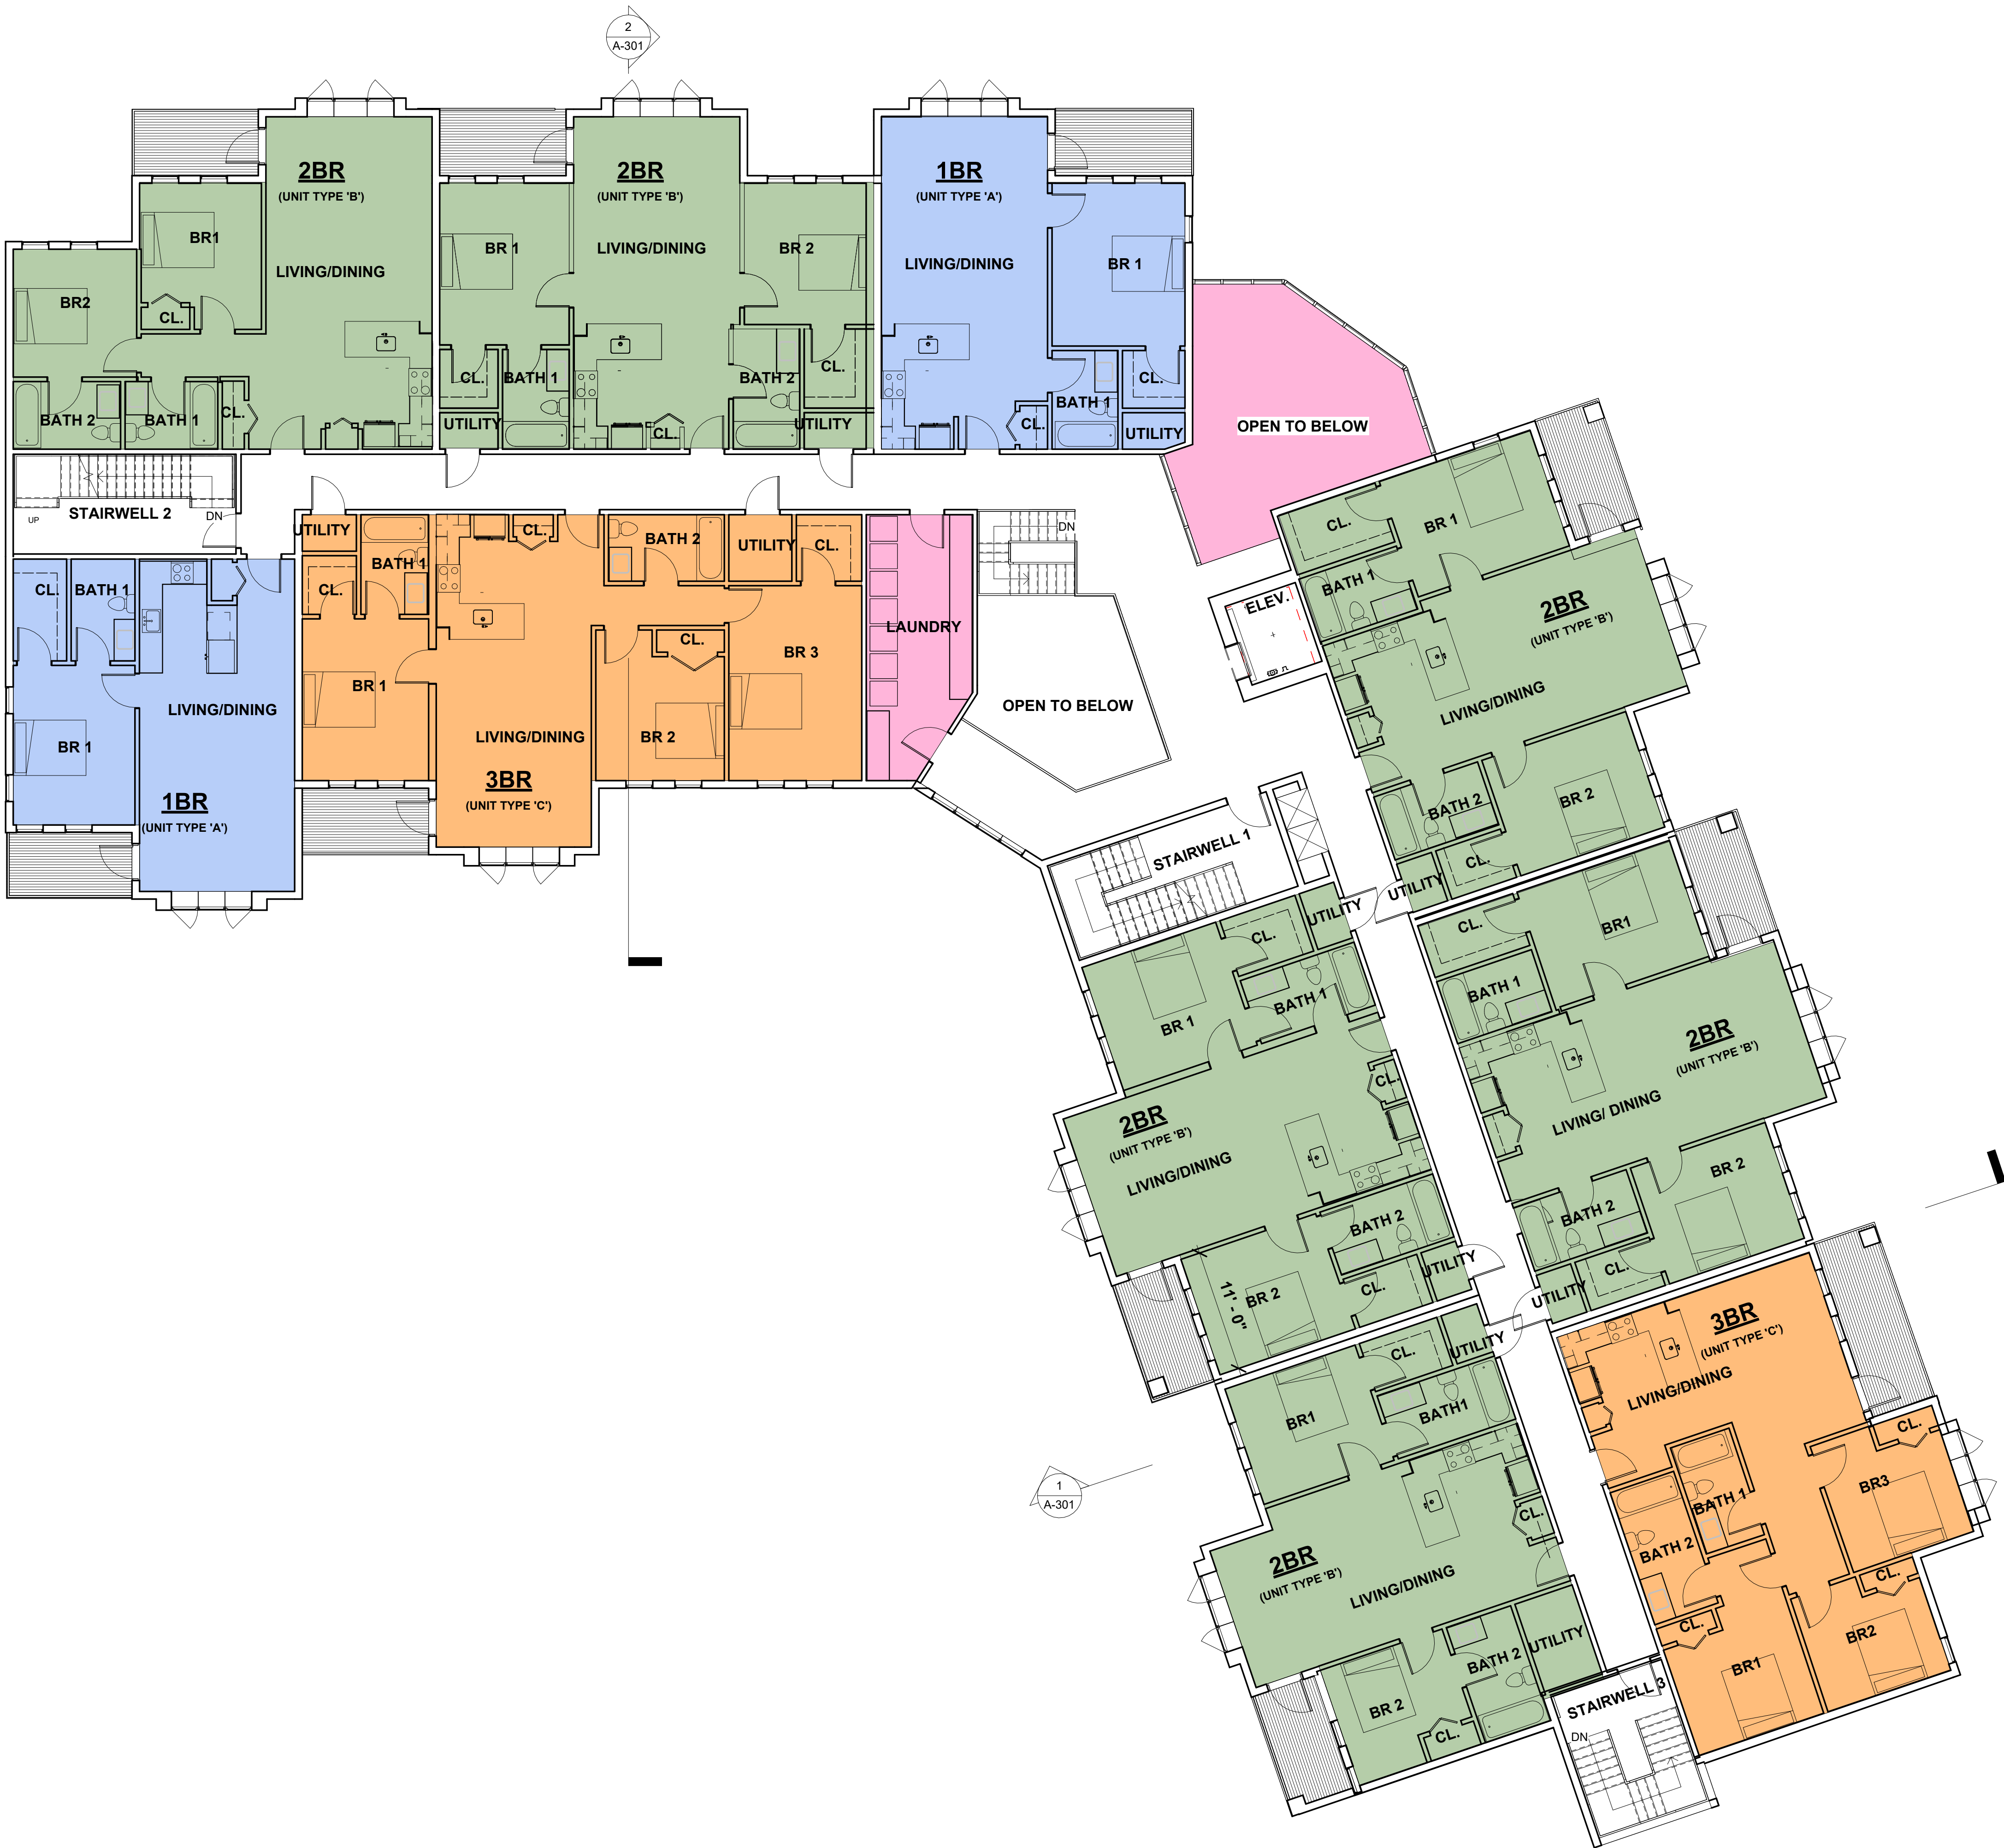 2
A-301
2BR
(UNIT TYPE 'B')
BR1
LIVING/DINING
BR2
CL.
BATH 2
BATH 1
CL.
2BR
(UNIT TYPE 'B')
BR 1
LIVING/DINING
BR 2
CL.
BATH 1
BATH 2
CL.
UTILITY
CL.
UTILITY
1BR
(UNIT TYPE 'A')
LIVING/DINING
BR 1
CL.
BATH 1
CL.
UTILITY
OPEN TO BELOW
STAIRWELL 2
UP
DN
CL.
BATH 1
LIVING/DINING
BR 1
1BR
(UNIT TYPE 'A')
UTILITY
BATH 1
CL.
CL.
BATH 2
UTILITY
CL.
BR 1
CL.
BR 3
LIVING/DINING
BR 2
3BR
(UNIT TYPE 'C')
LAUNDRY
DN
OPEN TO BELOW
ELEV.
STAIRWELL 1
CL.
BR 1
BATH 1
2BR
(UNIT TYPE 'B')
LIVING/DINING
BR 2
BATH 2
CL.
UTILITY
UTILITY
CL.
BR 1
BATH 1
CL.
2BR
(UNIT TYPE 'B')
LIVING/DINING
BATH 2
UTILITY
CL.
BR 2
11' - 0"
CL.
BR1
BATH 1
2BR
(UNIT TYPE 'B')
LIVING/ DINING
BR 2
BATH 2
CL.
UTILITY
UTILITY
CL.
BR1
BATH1
CL.
2BR
(UNIT TYPE 'B')
LIVING/DINING
UTILITY
BATH 2
BR 2
CL.
3BR
(UNIT TYPE 'C')
LIVING/DINING
CL.
BR3
BATH 1
BATH 2
CL.
CL.
BR2
BR1
STAIRWELL 3
DN
1
A-301